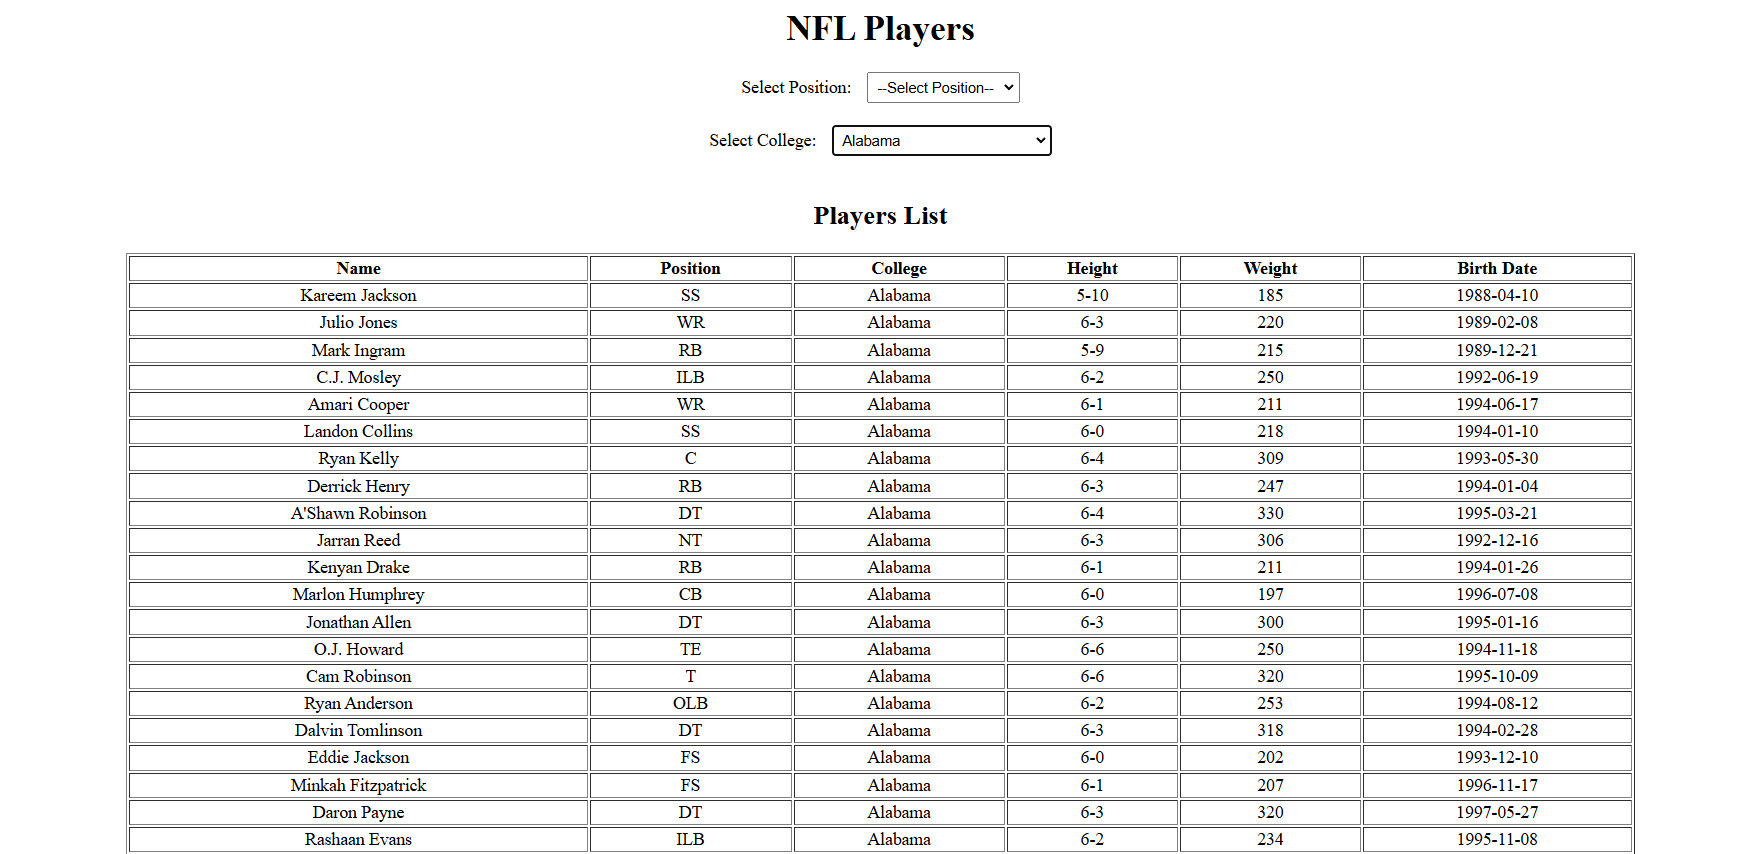 NFL Players
Select Position: --Select Position--
Select College: Alabama
Players List
Name Position College Height Weight Birth Date
Kareem Jackson SS Alabama 5-10 185 1988-04-10
Julio Jones WR Alabama 6-3 220 1989-02-08
Mark Ingram RB Alabama 5-9 215 1989-12-21
C.J. Mosley ILB Alabama 6-2 250 1992-06-19
Amari Cooper WR Alabama 6-1 211 1994-06-17
Landon Collins SS Alabama 6-0 218 1994-01-10
Ryan Kelly C Alabama 6-4 309 1993-05-30
Derrick Henry RB Alabama 6-3 247 1994-01-04
A'Shawn Robinson DT Alabama 6-4 330 1995-03-21
Jarran Reed NT Alabama 6-3 306 1992-12-16
Kenyan Drake RB Alabama 6-1 211 1994-01-26
Marlon Humphrey CB Alabama 6-0 197 1996-07-08
Jonathan Allen DT Alabama 6-3 300 1995-01-16
O.J. Howard TE Alabama 6-6 250 1994-11-18
Cam Robinson T Alabama 6-6 320 1995-10-09
Ryan Anderson OLB Alabama 6-2 253 1994-08-12
Dalvin Tomlinson DT Alabama 6-3 318 1994-02-28
Eddie Jackson FS Alabama 6-0 202 1993-12-10
Minkah Fitzpatrick FS Alabama 6-1 207 1996-11-17
Daron Payne DT Alabama 6-3 320 1997-05-27
Rashaan Evans ILB Alabama 6-2 234 1995-11-08